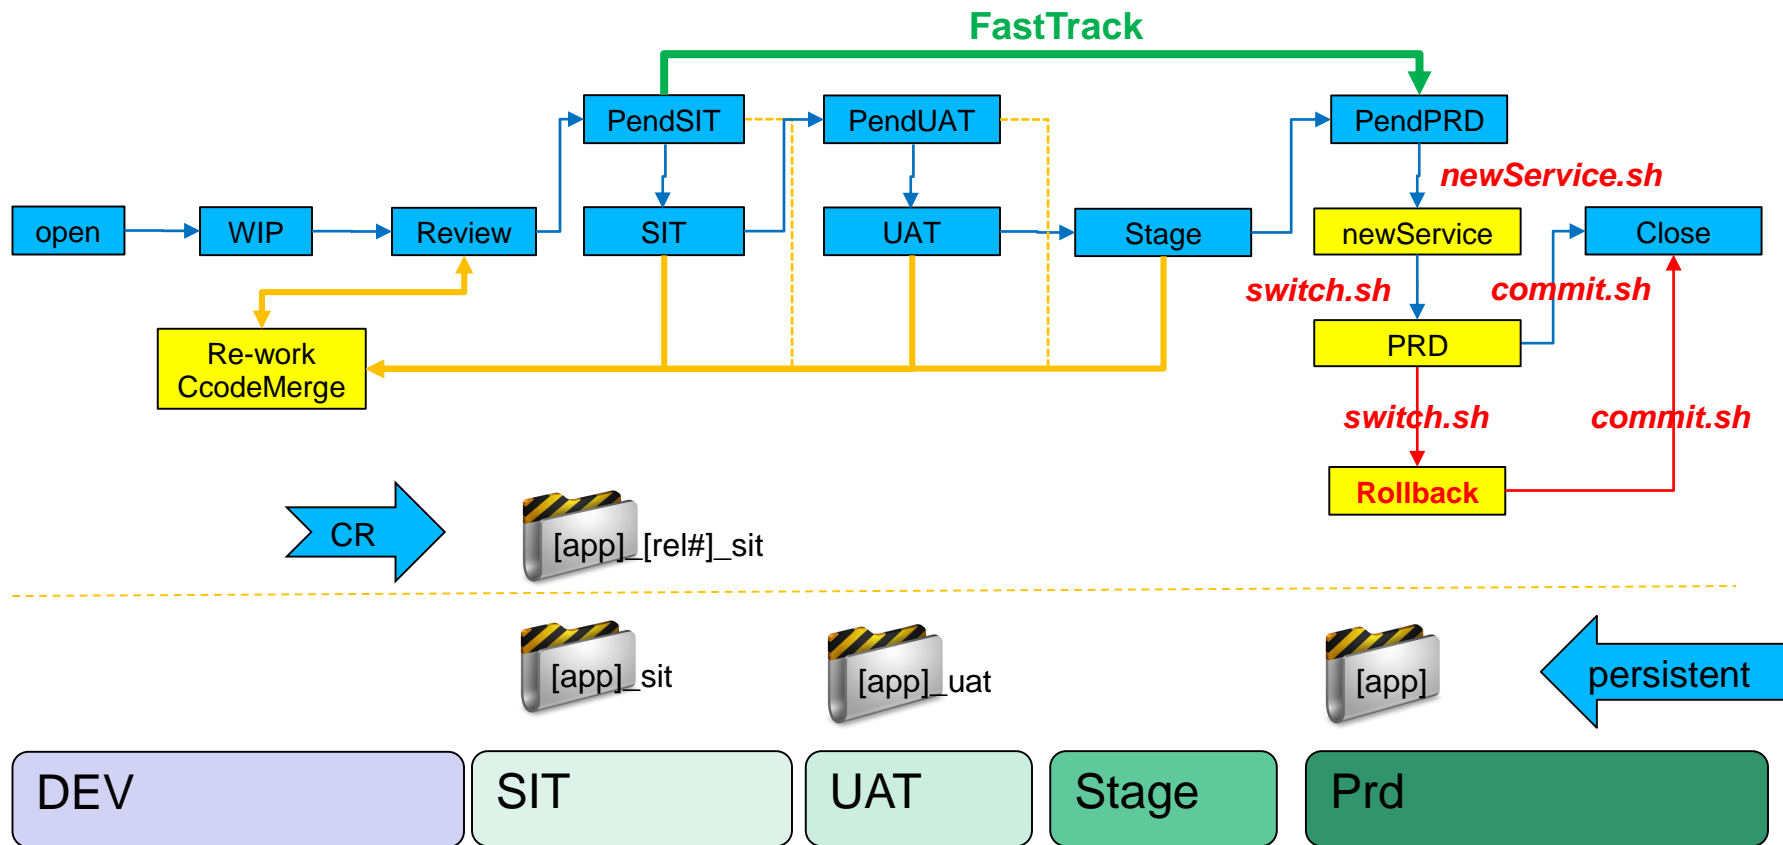 FastTrack
PendSIT
PendUAT
PendPRD
newService.sh
open
WIP
Review
SIT
UAT
Stage
newService
Close
switch.sh
commit.sh
PRD
Re-work
CcodeMerge
switch.sh
commit.sh
Rollback
CR
[app]_[rel#]_sit
[app]_sit
[app]_uat
[app]
persistent
DEV
SIT
UAT
Stage
Prd